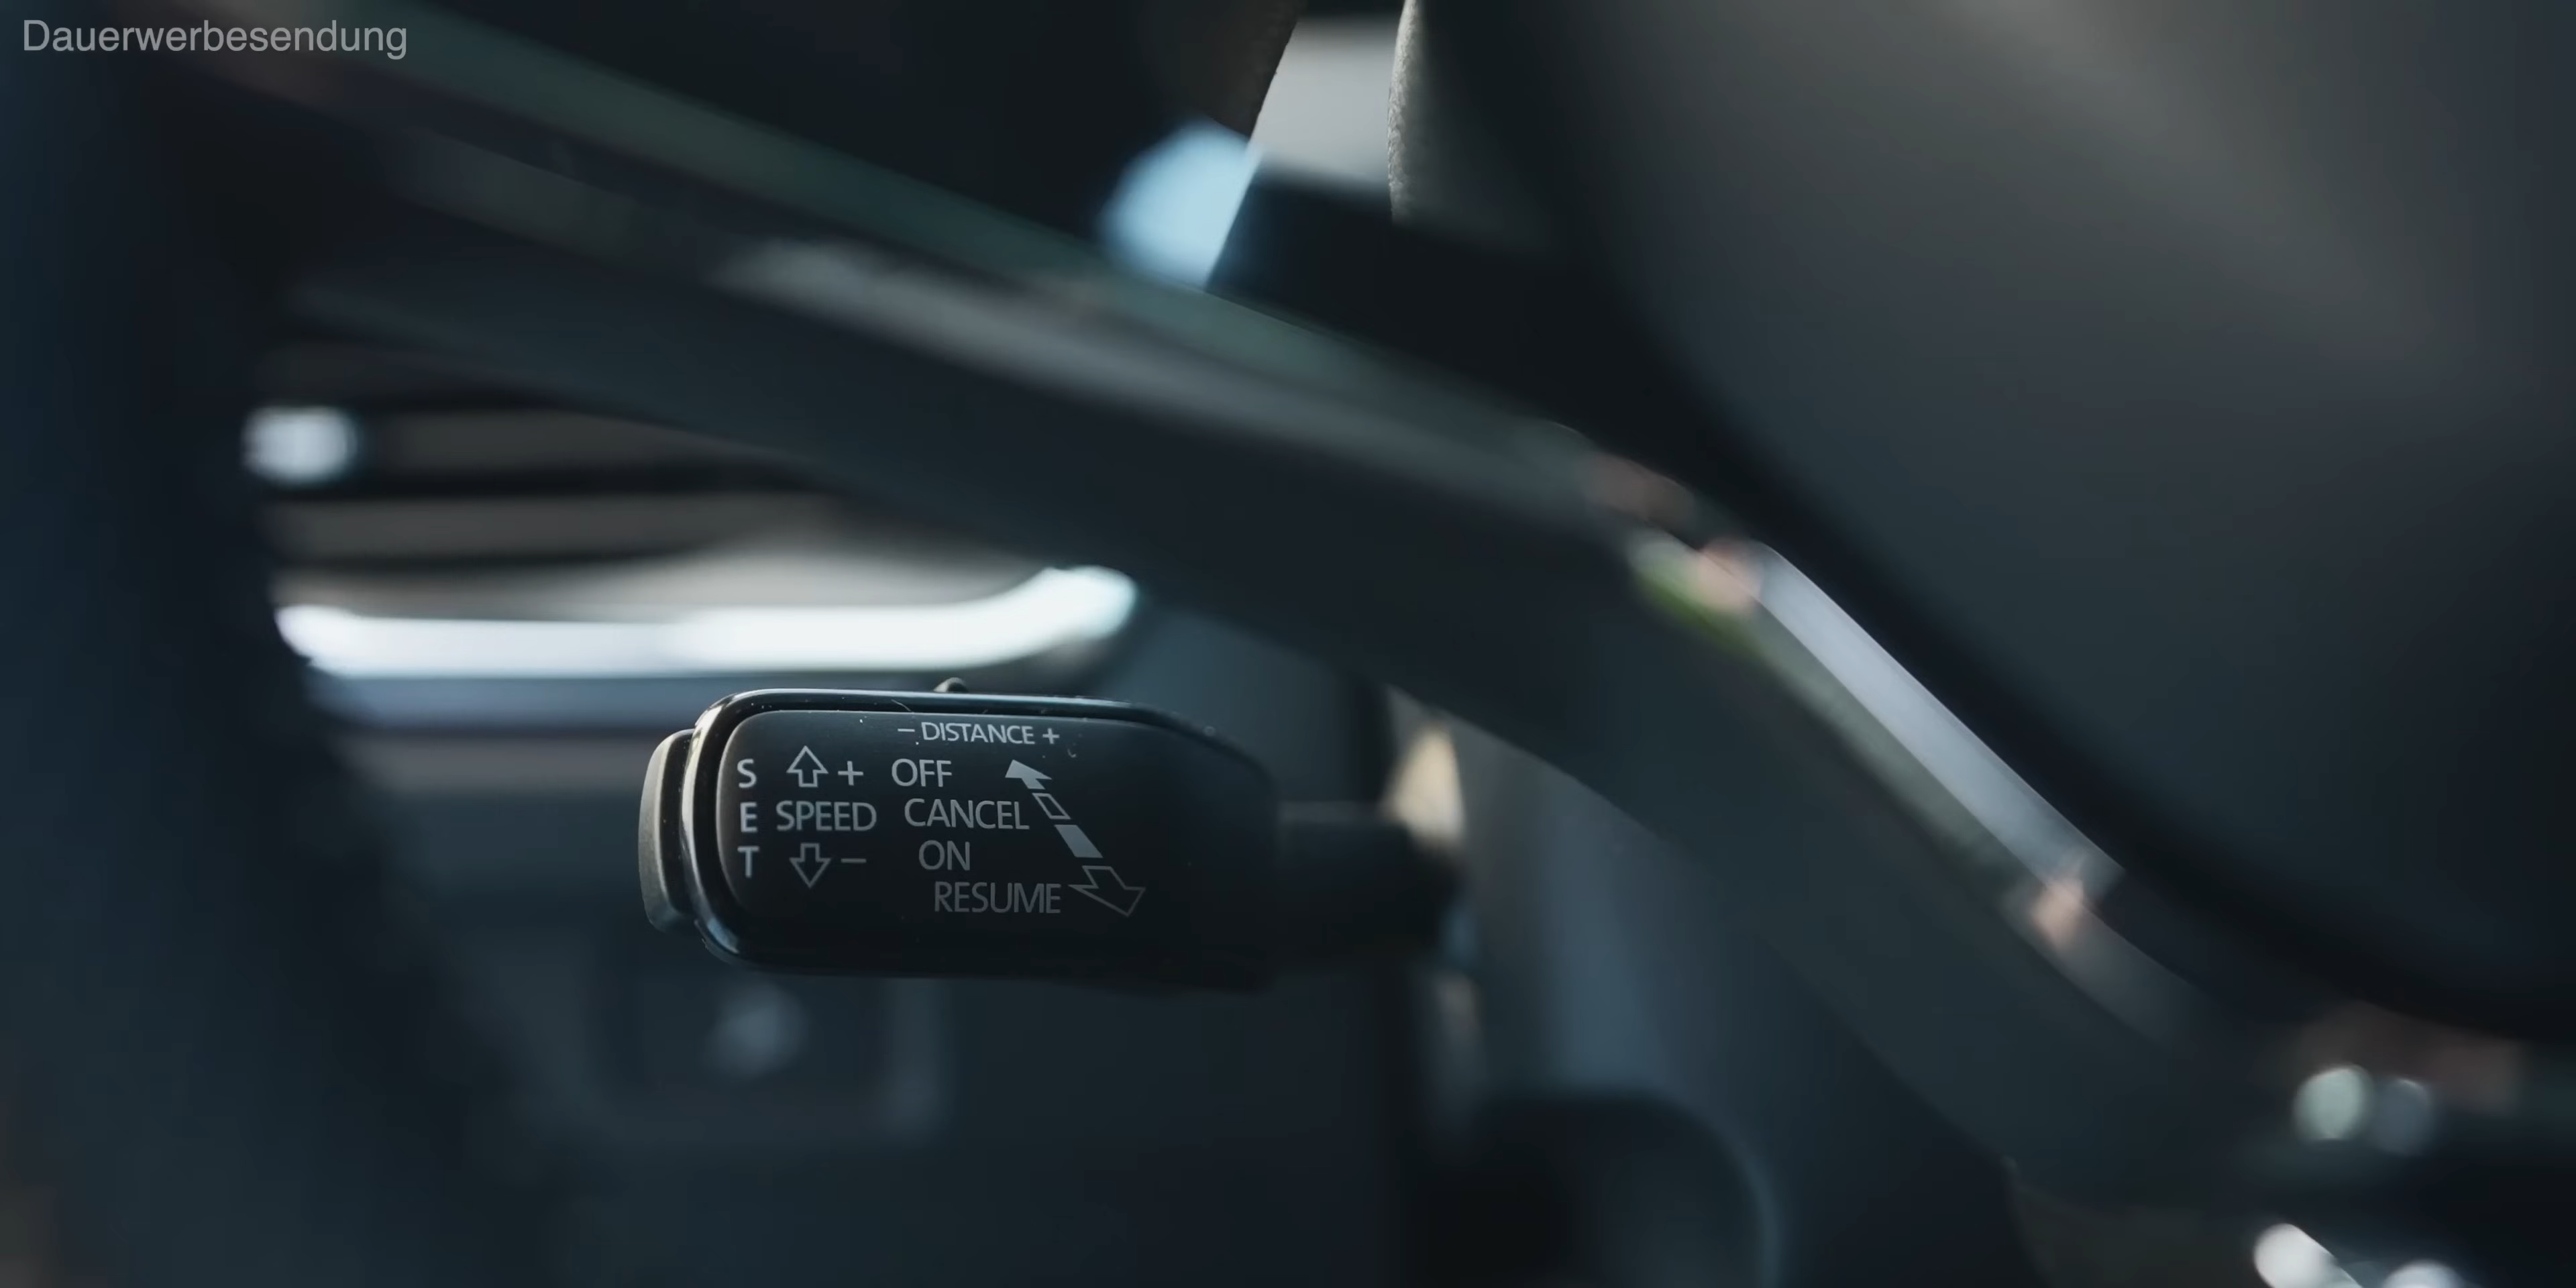 Dauerwerbesendung
– DISTANCE +
S E T
+
SPEED
–
OFF
CANCEL
ON
RESUME